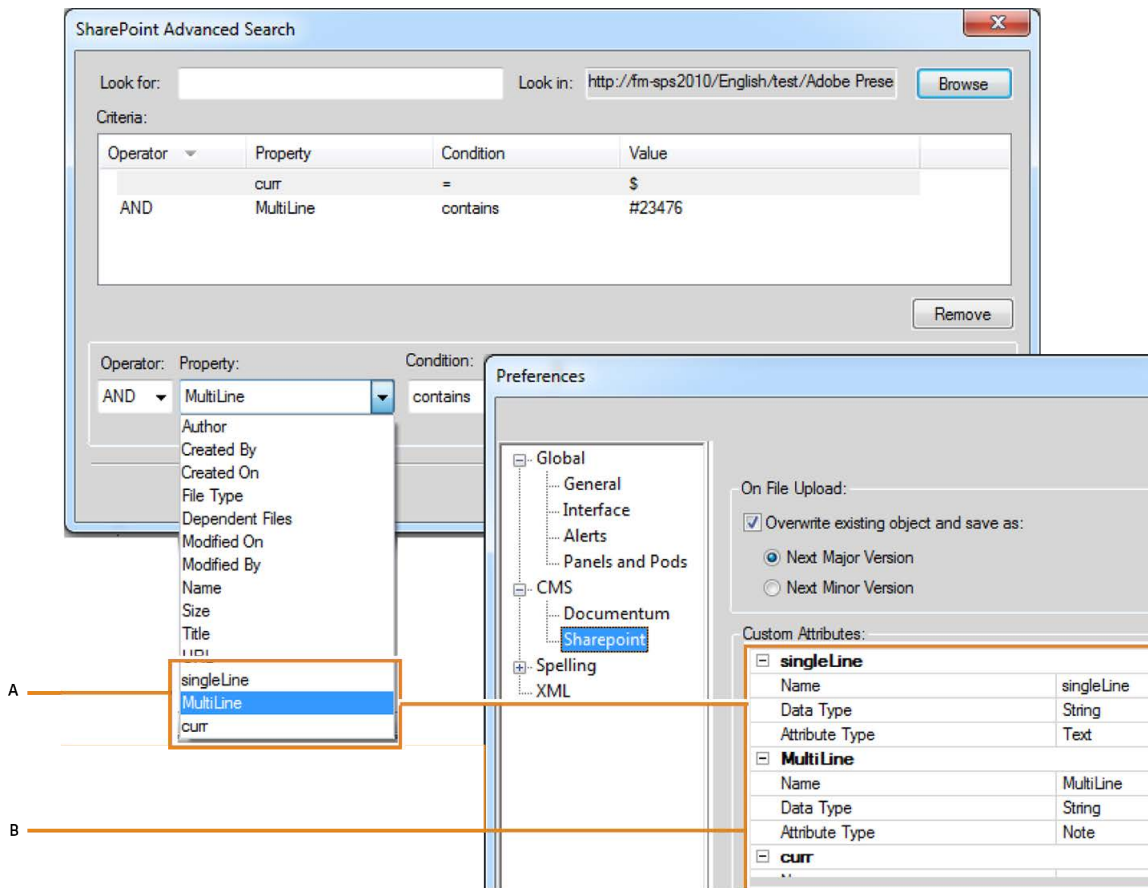 SharePoint Advanced Search
Look for:
Look in: http://fm-sps2010/English/test/Adobe Prese
Browse
Criteria:
Operator Property Condition Value
curr = $
AND MultiLine contains #23476
Remove
Operator: Property: Condition:
AND MultiLine contains
Author
Created By
Created On
File Type
Dependent Files
Modified On
Modified By
Name
Size
Title
URL
singleLine
MultiLine
curr
A
B
Preferences
Global
General
Interface
Alerts
Panels and Pods
CMS
Documentum
Sharepoint
Spelling
XML
On File Upload:
Overwrite existing object and save as:
Next Major Version
Next Minor Version
Custom Attributes:
singleLine
Name singleLine
Data Type String
Attribute Type Text
MultiLine
Name MultiLine
Data Type String
Attribute Type Note
curr